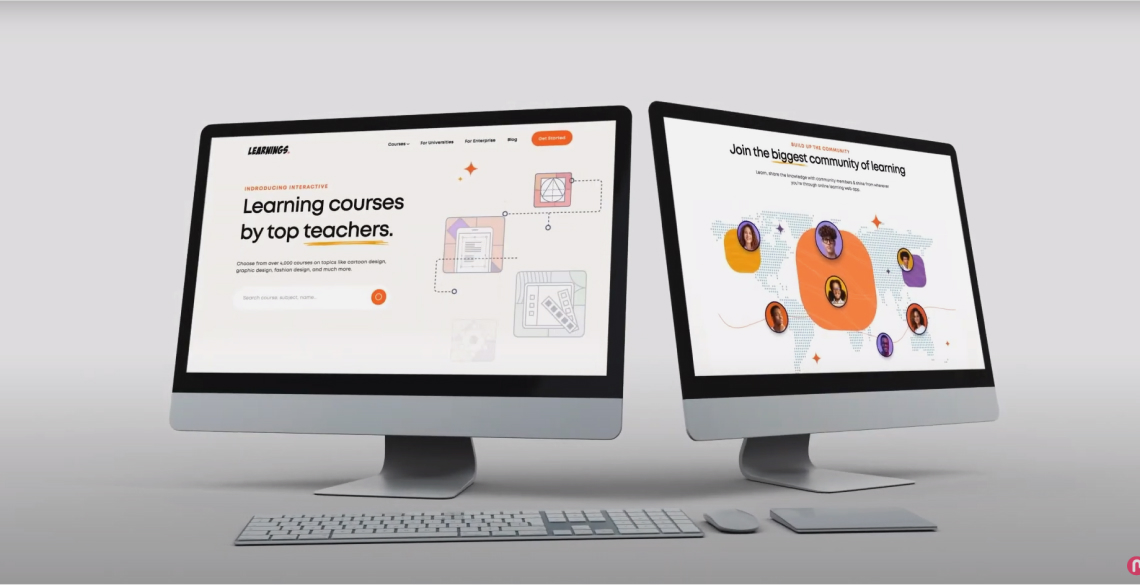 LEARNINGS.
Courses
For Universities
For Enterprise
Blog
Get Started
INDRODUCING INTERACTIVE
Learning courses
by top teachers.
Choose from over 4,000 courses on topics like cartoon design,
graphic design, fashion design, and much more.
Search course, subject, name..
BUILD UP THE COMMUNITY
Join the biggest community of learning
Learn, share the knowledge with community members & shine from wherever
you're through online learning web app.